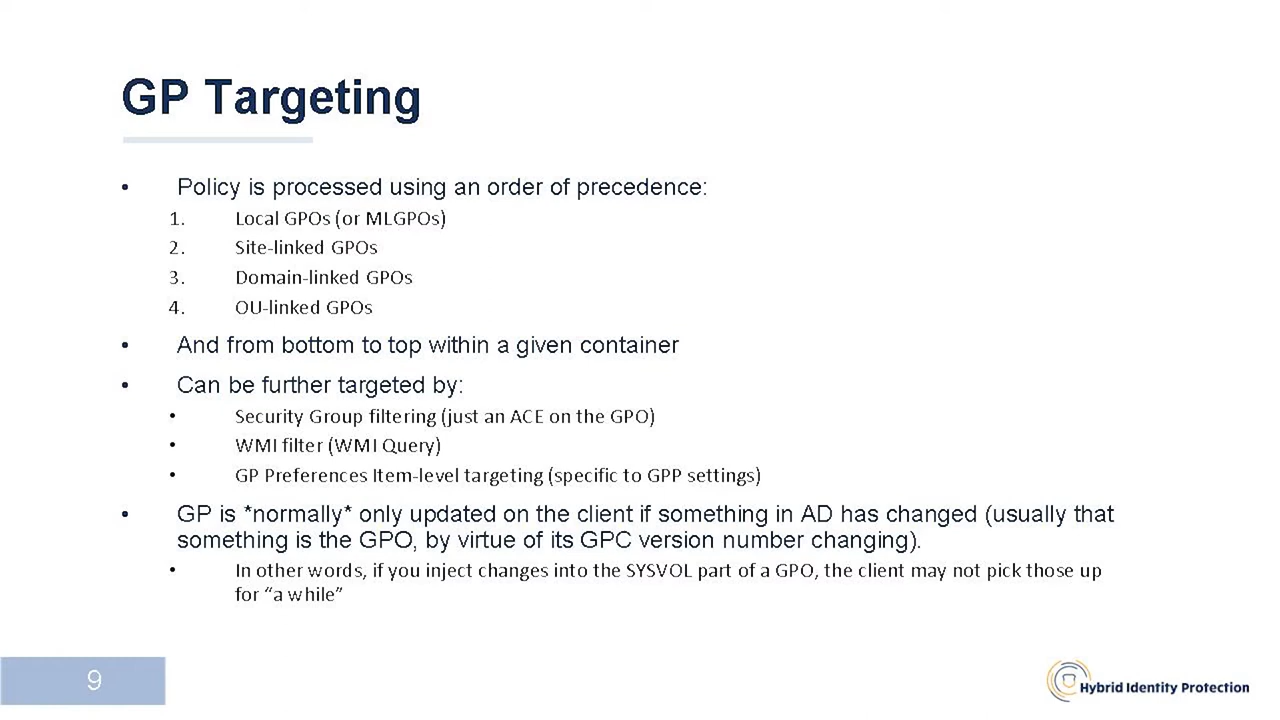 GP Targeting
• Policy is processed using an order of precedence:
1. Local GPOs (or MLGPOs)
2. Site-linked GPOs
3. Domain-linked GPOs
4. OU-linked GPOs
• And from bottom to top within a given container
• Can be further targeted by:
• Security Group filtering (just an ACE on the GPO)
• WMI filter (WMI Query)
• GP Preferences Item-level targeting (specific to GPP settings)
• GP is *normally* only updated on the client if something in AD has changed (usually that
something is the GPO, by virtue of its GPC version number changing).
• In other words, if you inject changes into the SYSVOL part of a GPO, the client may not pick those up
for “a while”
9
Hybrid Identity Protection